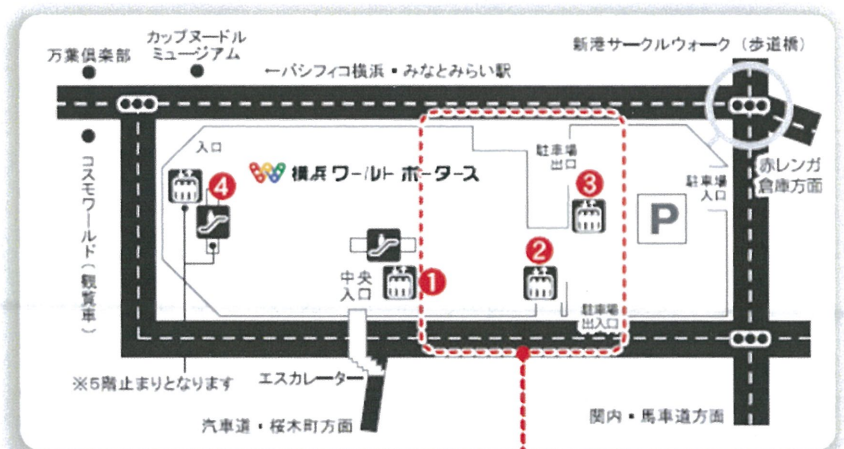 万葉倶楽部
カップヌードル
ミュージアム
←パシフィコ横浜・みなとみらい駅
新港サークルウォーク（歩道橋）
コスモワールド（観覧車）
入口
横浜ワールドポーターズ
駐車場
出口
駐車場
入口
赤レンガ
倉庫方面
4
3
P
2
中央
入口
1
駐車場
出入口
※5階止まりとなります
エスカレーター
汽車道・桜木町方面
関内・馬車道方面